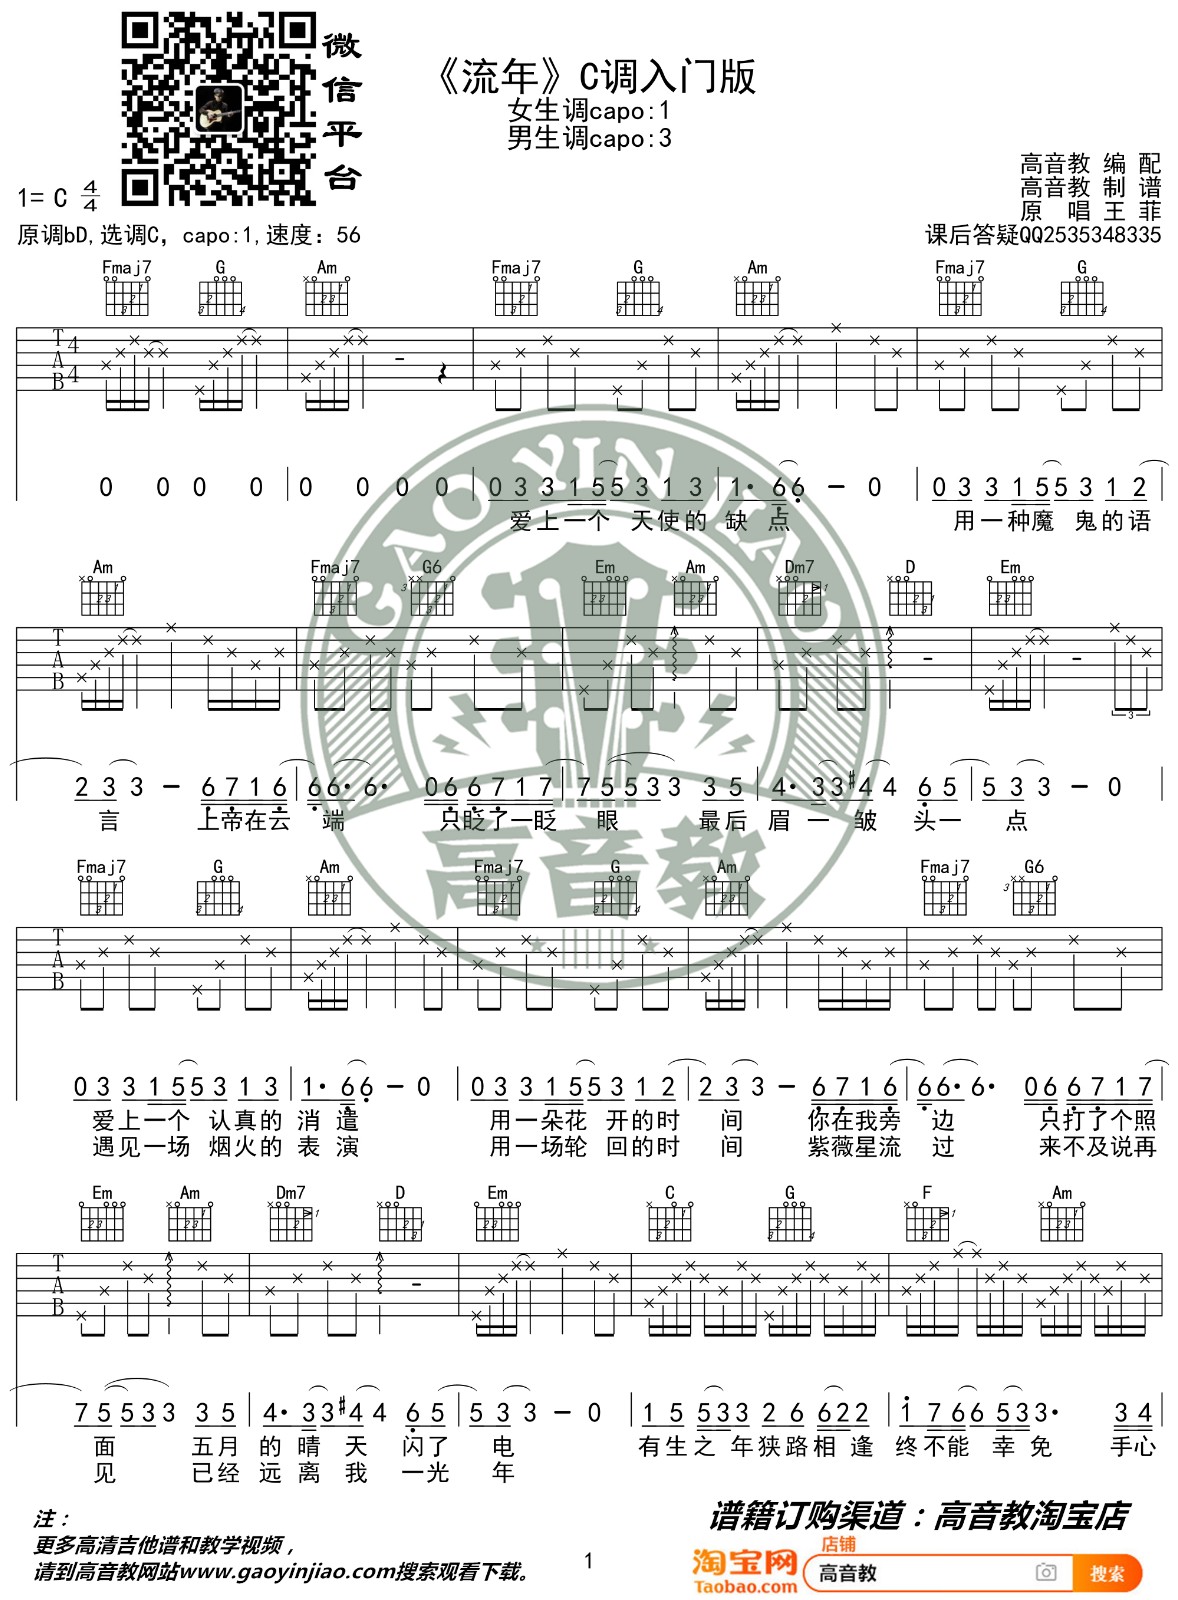 微信平台
《流年》C调入门版
女生调capo:1
男生调capo:3
高音教 编 配
高音教 制 谱
原 唱 王 菲
课后答疑QQ2535348335
1= C 4/4
原调bD,选调C, capo:1,速度: 56
Fmaj7 G Am Fmaj7 G Am Fmaj7 G
T A B 4 4
0 0 0 0 0 0 0 0 0 3 3 1 5 5 3 1 3 1· 6 6 - 0 0 3 3 1 5 5 3 1 2
爱上一个 天使的 缺 点 用一种魔 鬼的语
Am Fmaj7 G6 Em Am Dm7 D Em
3 1
T A B
3
2 3 3 - 6 7 1 6 6 6· 6· 0 6 6 7 1 7 7 5 5 3 3 3 5 4· 3 3 #4 4 6 5 5 3 3 - 0
言 上帝在云 端 只眨了一眨 眼 最后 眉 一 皱 头一 点
GAO YIN JIAO
高音教
Fmaj7 G Am Fmaj7 G Am Fmaj7 G6
3
T A B
0 3 3 1 5 5 3 1 3 1· 6 6 - 0 0 3 3 1 5 5 3 1 2 2 3 3 - 6 7 1 6 6 6· 6· 0 6 6 7 1 7
爱上一个 认真的 消 遣 用一朵花 开的时 间 你在我旁 边 只打了个照
遇见一场 烟火的 表 演 用一场轮 回的时 间 紫薇星流 过 来不及说再
Em Am Dm7 D Em C G F Am
1 1
T A B
7 5 5 3 3 3 5 4· 3 3 #4 4 6 5 5 3 3 - 0 1 5 5 3 3 2 6 6 2 2 1 7 6 6 5 3 3· 3 4
面 五月 的 晴 天 闪了 电 有生之 年狭路相 逢 终不能 幸 免 手心
见 已经 远 离 我 一光 年
注:
更多高清吉他谱和教学视频,
请到高音教网站www.gaoyinjiao.com搜索观看下载。
1
谱籍订购渠道:高音教淘宝店
店铺
淘宝网
Taobao.com
高音教
搜索